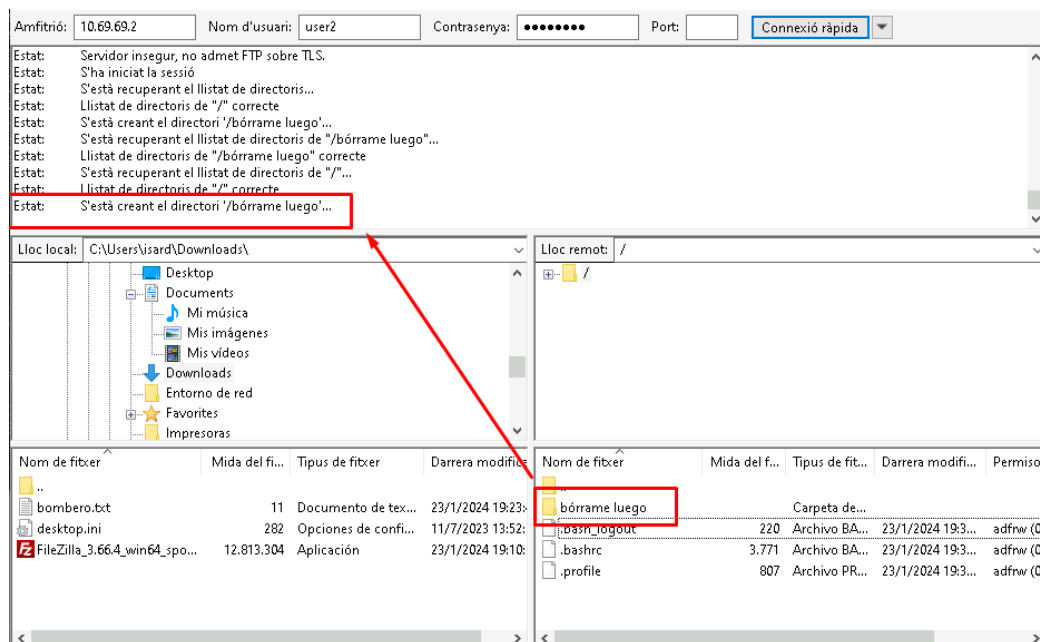 Amfitrió: 10.69.69.2 Nom d'usuari: user2 Contrasenya: ●●●●●●●● Port: Connexió ràpida
Estat: Servidor insegur, no admet FTP sobre TLS.
Estat: S'ha iniciat la sessió
Estat: S'està recuperant el llistat de directoris...
Estat: Llistat de directoris de "/" correcte
Estat: S'està creant el directori '/bórrame luego'...
Estat: S'està recuperant el llistat de directoris de "/bórrame luego"...
Estat: Llistat de directoris de "/bórrame luego" correcte
Estat: S'està recuperant el llistat de directoris de "/"...
Estat: Llistat de directoris de "/" correcte
Estat: S'està creant el directori '/bórrame luego'...
Lloc local: C:\Users\isard\Downloads\
Desktop
Documents
Mi música
Mis imágenes
Mis vídeos
Downloads
Entorno de red
Favorites
Impresoras
Lloc remot: /
/
Nom de fitxer Mida del fi... Tipus de fitxer Darrera modifica
..
bombero.txt 11 Documento de tex... 23/1/2024 19:23:
desktop.ini 282 Opciones de confi... 11/7/2023 13:52:
FileZilla_3.66.4_win64_spo... 12.813.304 Aplicación 23/1/2024 19:10:
Nom de fitxer Mida del f... Tipus de fit... Darrera modifi... Permiso
..
bórrame luego Carpeta de...
.bash_logout 220 Archivo BA... 23/1/2024 19:3... adfrw (0
.bashrc 3.771 Archivo BA... 23/1/2024 19:3... adfrw (0
.profile 807 Archivo PR... 23/1/2024 19:3... adfrw (0